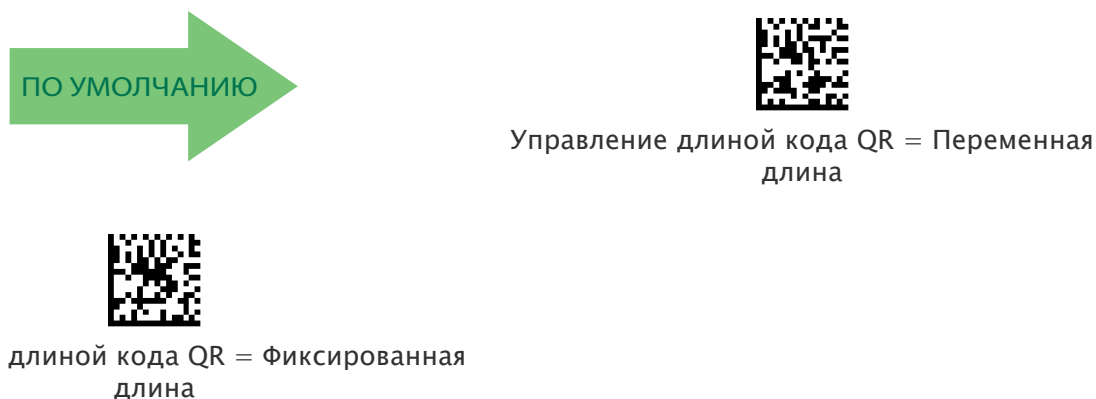 ПО УМОЛЧАНИЮ
Управление длиной кода QR = Переменная
длина
длиной кода QR = Фиксированная
длина